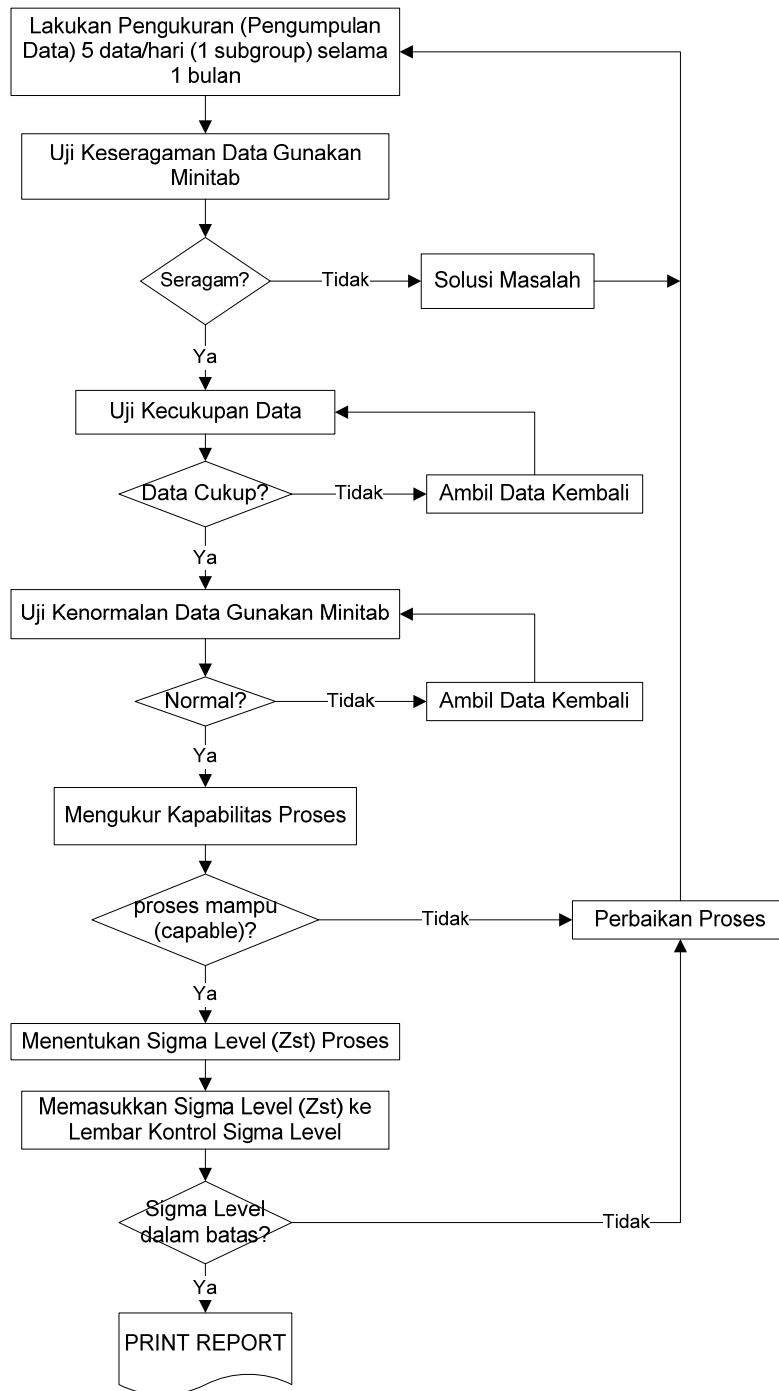 Lakukan Pengukuran (Pengumpulan
Data) 5 data/hari (1 subgroup) selama
1 bulan
Uji Keseragaman Data Gunakan
Minitab
Seragam?
Tidak
Solusi Masalah
Ya
Uji Kecukupan Data
Data Cukup?
Tidak
Ambil Data Kembali
Ya
Uji Kenormalan Data Gunakan Minitab
Normal?
Tidak
Ambil Data Kembali
Ya
Mengukur Kapabilitas Proses
proses mampu
(capable)?
Tidak
Perbaikan Proses
Ya
Menentukan Sigma Level (Zst) Proses
Memasukkan Sigma Level (Zst) ke
Lembar Kontrol Sigma Level
Sigma Level
dalam batas?
Tidak
Ya
PRINT REPORT